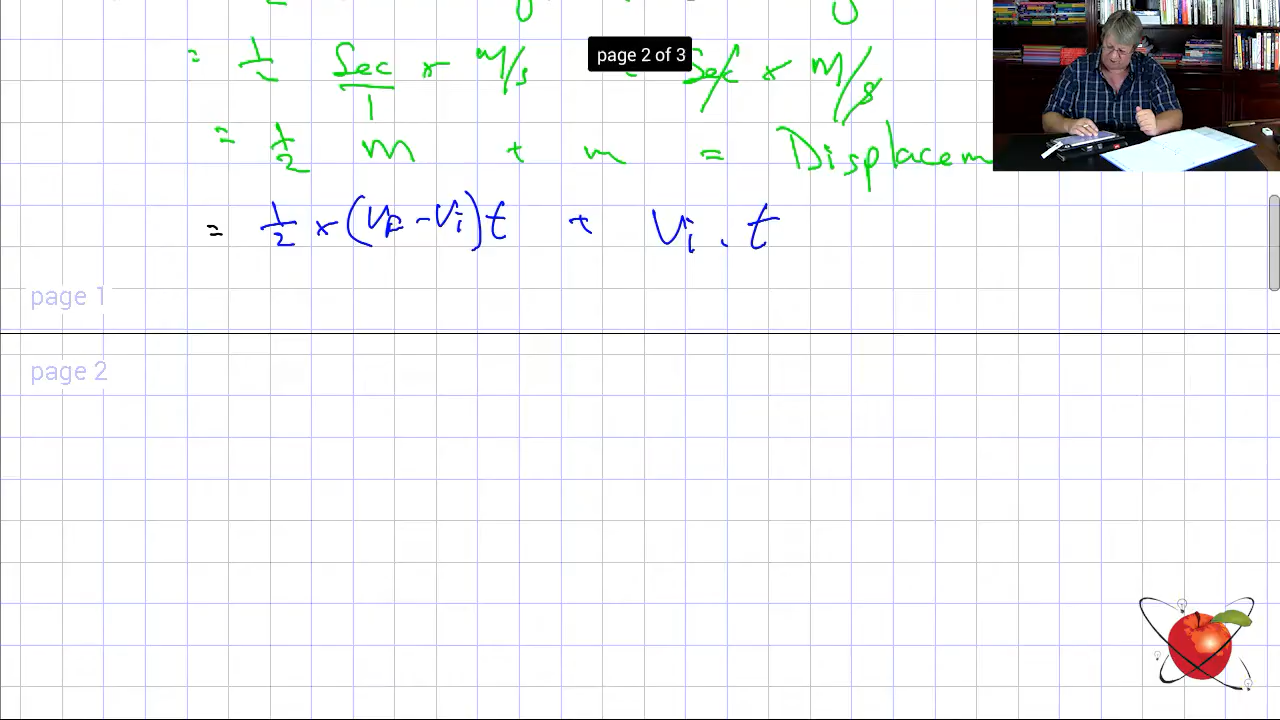 = 1/2 Sec/1 × m/s + Sec × m/s
page 2 of 3
= 1/2 m + m = Displacem
= 1/2 × (Vf - Vi)t + Vi . t
page 1
page 2